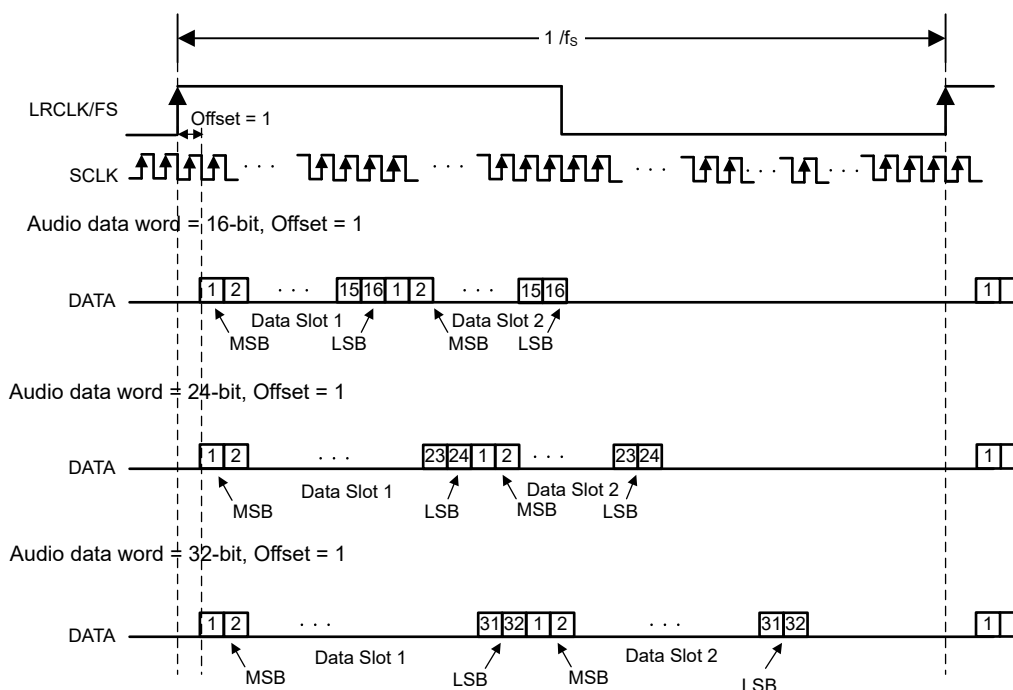 1 /fS
LRCLK/FS
Offset = 1
SCLK
. . . . . . . . . . . . . . .
Audio data word = 16-bit, Offset = 1
DATA 1 2 . . . 15 16 1 2 . . . 15 16 1
Data Slot 1 Data Slot 2
MSB LSB MSB LSB
Audio data word = 24-bit, Offset = 1
DATA 1 2 . . . 23 24 1 2 . . . 23 24 1
Data Slot 1 Data Slot 2
MSB LSB MSB LSB
Audio data word = 32-bit, Offset = 1
DATA 1 2 . . . 31 32 1 2 . . . 31 32 1
Data Slot 1 Data Slot 2
MSB LSB MSB LSB